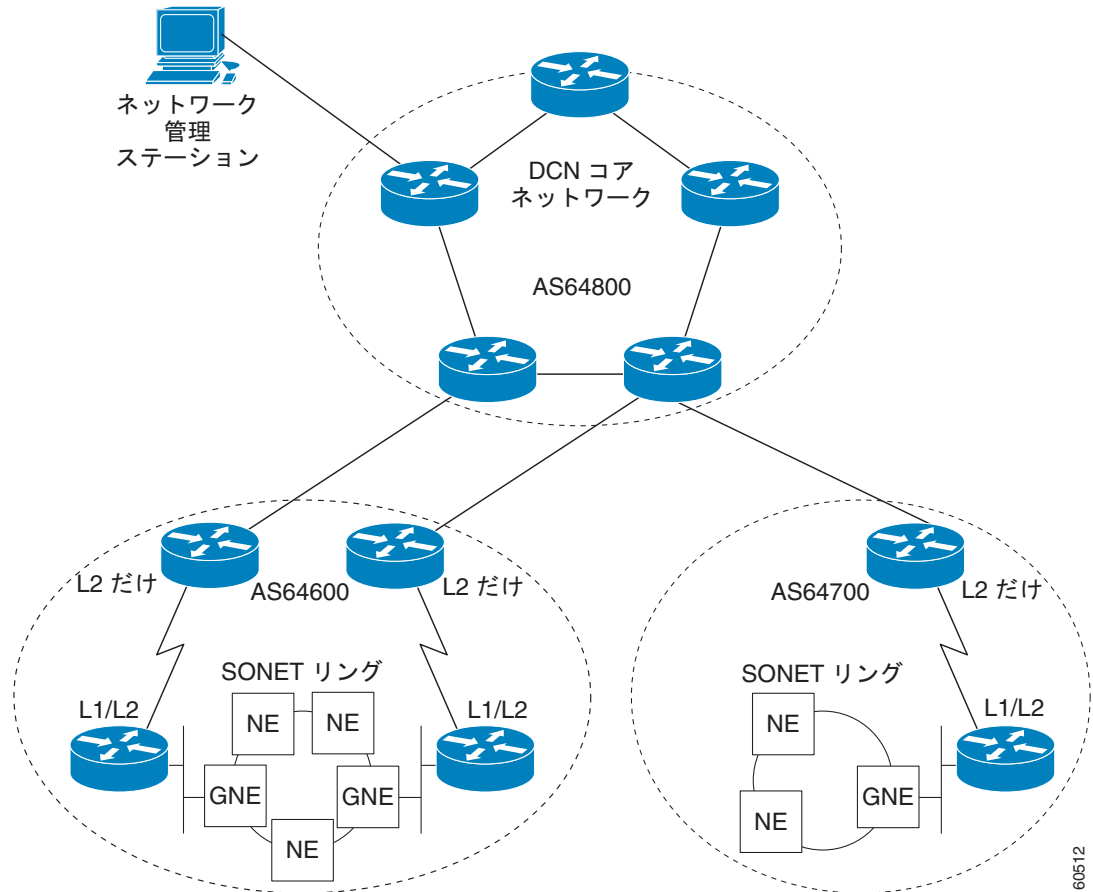 ネットワーク
管理
ステーション
DCN コア
ネットワーク
AS64800
L2 だけ
AS64600
L2 だけ
AS64700
L2 だけ
SONET リング
SONET リング
L1/L2
NE
NE
L1/L2
NE
L1/L2
GNE
GNE
GNE
NE
NE
60512